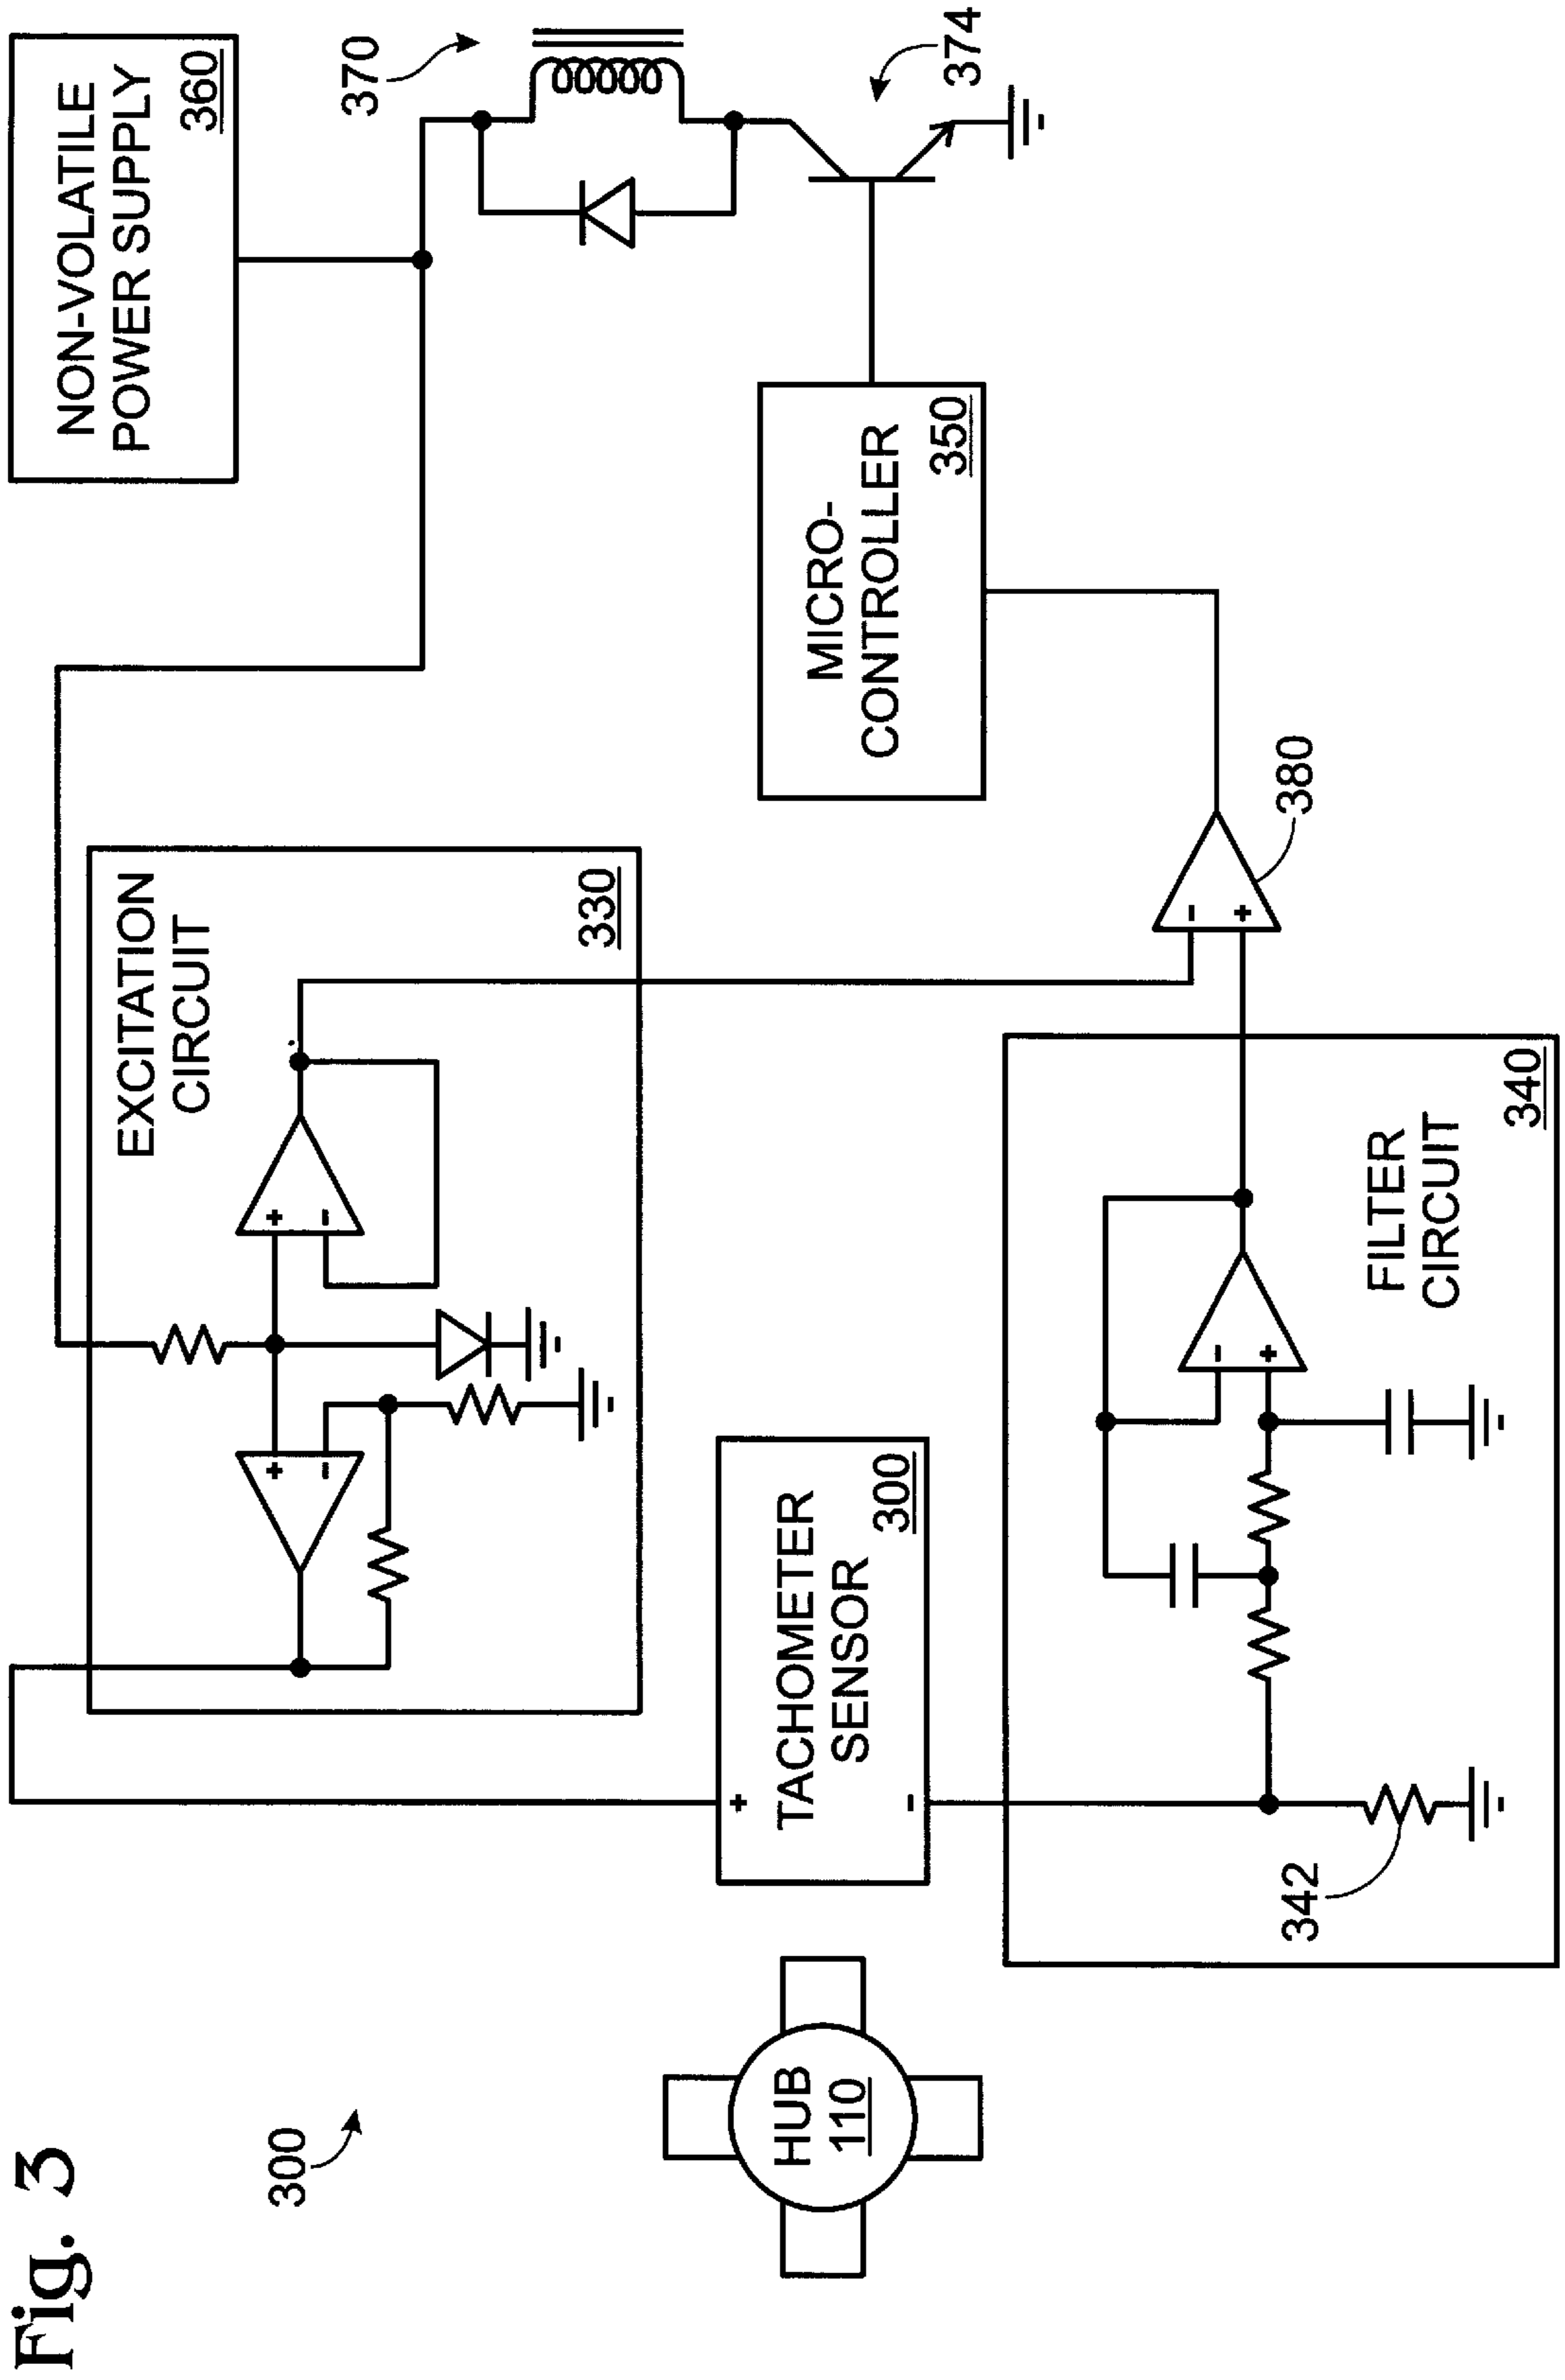 Fig. 3
300
HUB
110
EXCITATION
CIRCUIT
330
+
-
+
-
NON-VOLATILE
POWER SUPPLY
360
370
374
TACHOMETER
SENSOR
300
+
-
MICRO-
CONTROLLER
350
380
-
+
342
-
+
FILTER
CIRCUIT
340